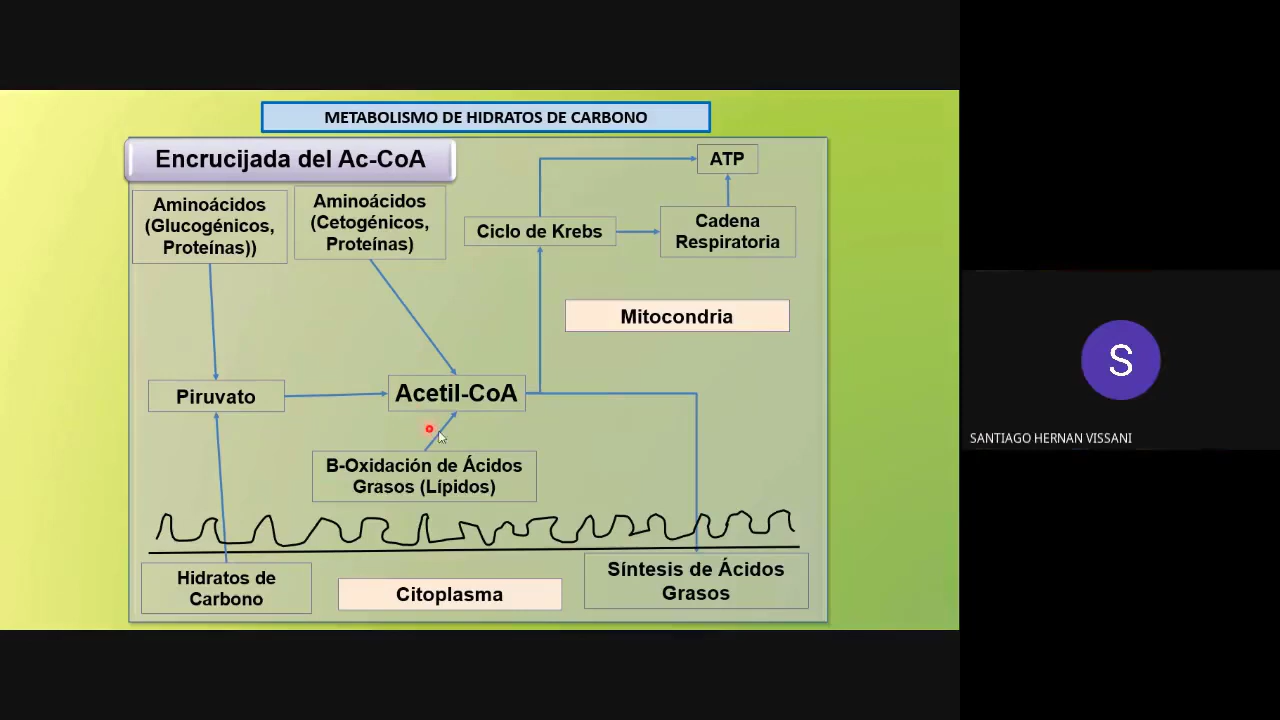 METABOLISMO DE HIDRATOS DE CARBONO
Encrucijada del Ac-CoA
Aminoácidos
(Glucogénicos,
Proteínas))
Aminoácidos
(Cetogénicos,
Proteínas)
Ciclo de Krebs
ATP
Cadena
Respiratoria
Mitocondria
Piruvato
Acetil-CoA
B-Oxidación de Ácidos
Grasos (Lípidos)
Hidratos de
Carbono
Citoplasma
Síntesis de Ácidos
Grasos
S
SANTIAGO HERNAN VISSANI